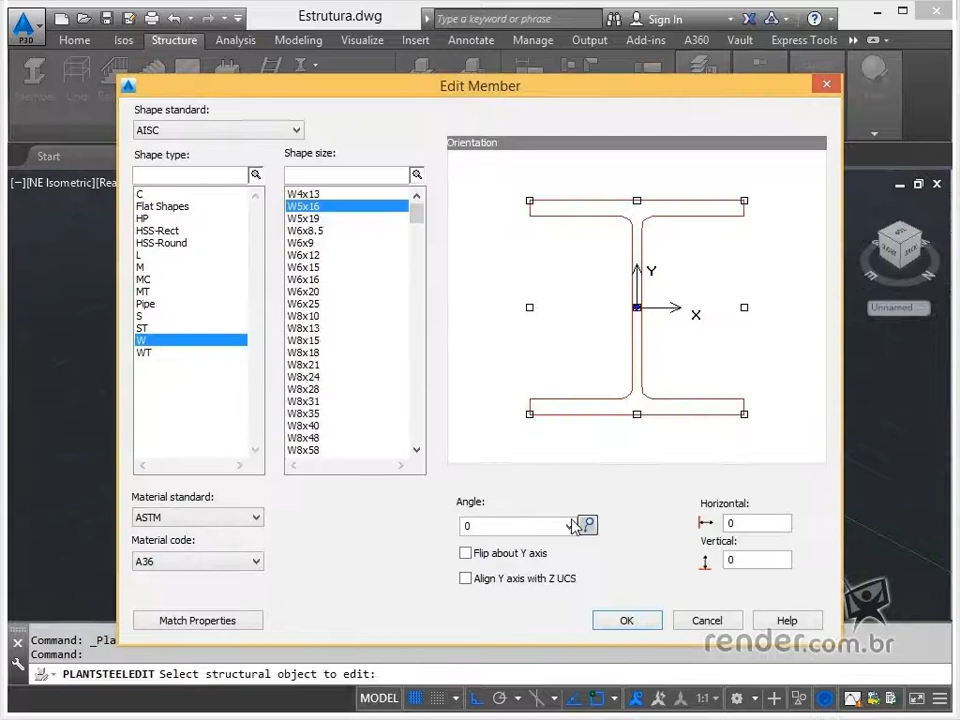 Estrutura.dwg
Type a keyword or phrase
Sign In
P3D
Home
Isos
Structure
Analysis
Modeling
Visualize
Insert
Annotate
Manage
Output
Add-ins
A360
Vault
Express Tools
Start
[−][NE Isometric]
Edit Member
Shape standard:
AISC
Shape type:
Shape size:
C
Flat Shapes
HP
HSS-Rect
HSS-Round
L
M
MC
MT
Pipe
S
ST
W
WT
W4x13
W5x16
W5x19
W6x8.5
W6x9
W6x12
W6x15
W6x16
W6x20
W6x25
W8x10
W8x13
W8x15
W8x18
W8x21
W8x24
W8x28
W8x31
W8x35
W8x40
W8x48
W8x58
Orientation
Y
X
Material standard:
ASTM
Material code:
A36
Angle:
0
Flip about Y axis
Align Y axis with Z UCS
Horizontal:
0
Vertical:
0
Match Properties
OK
Cancel
Help
Unnamed
render.com.br
Command: _Pla
Command:
PLANTSTEELEDIT Select structural object to edit:
MODEL
1:1